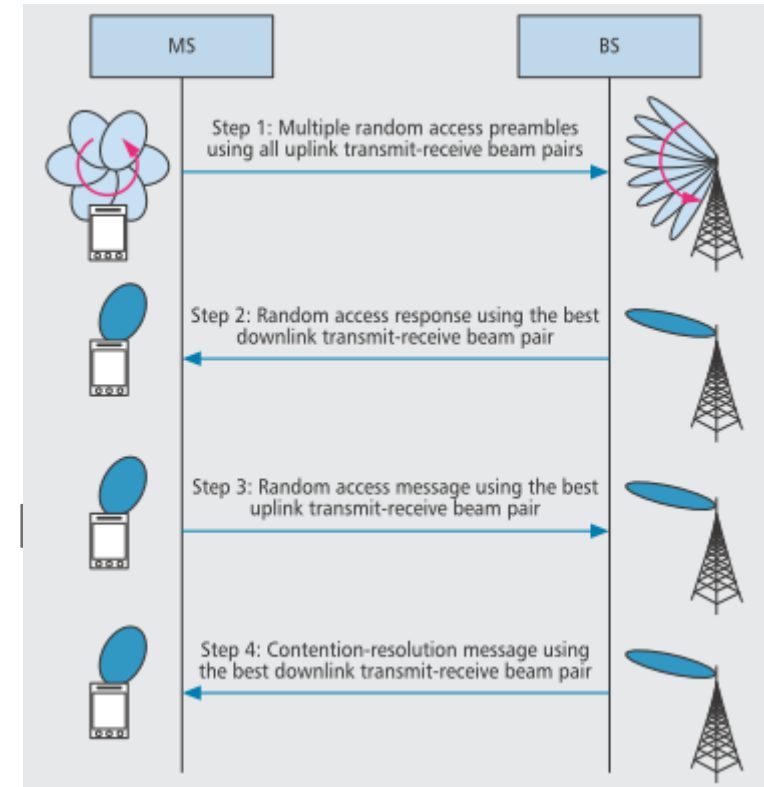 MS
BS
Step 1: Multiple random access preambles
using all uplink transmit-receive beam pairs
Step 2: Random access response using the best
downlink transmit-receive beam pair
Step 3: Random access message using the best
uplink transmit-receive beam pair
Step 4: Contention-resolution message using
the best downlink transmit-receive beam pair